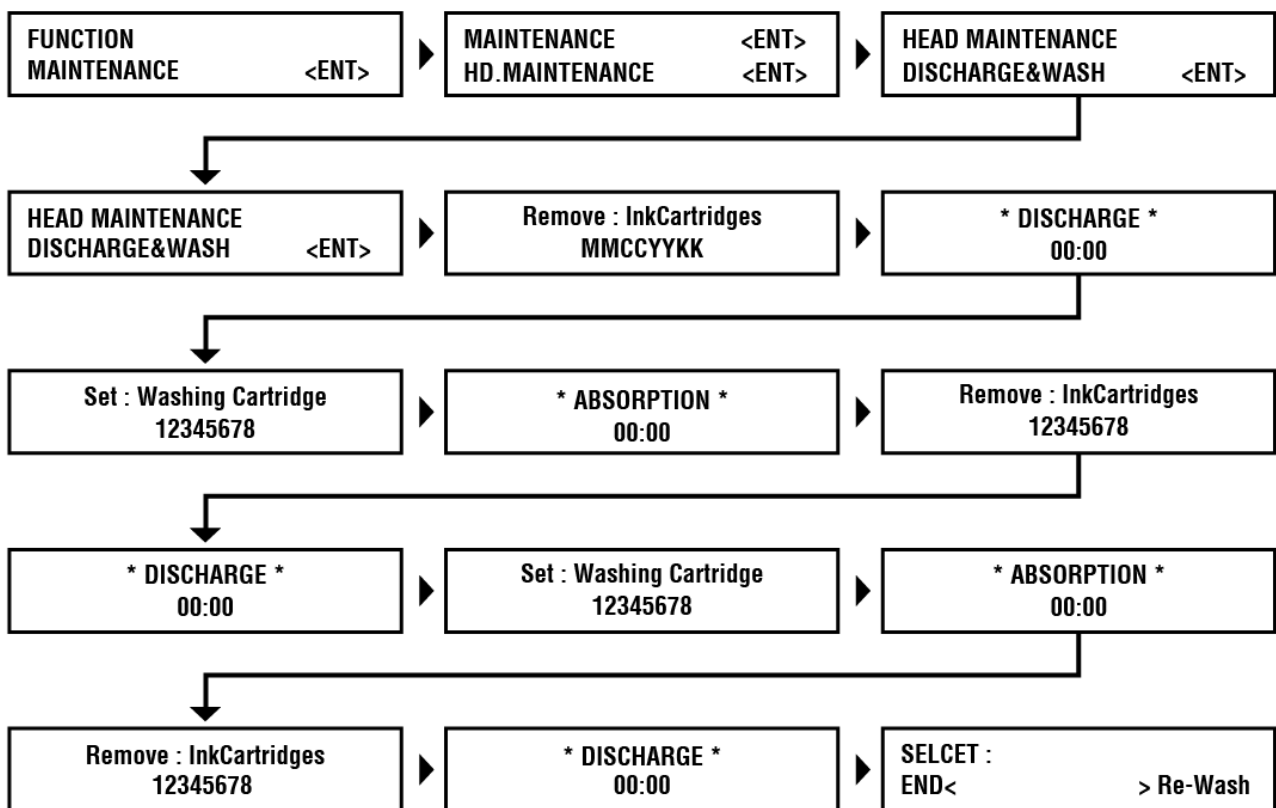 FUNCTION
MAINTENANCE <ENT>
MAINTENANCE <ENT>
HD.MAINTENANCE <ENT>
HEAD MAINTENANCE
DISCHARGE&WASH <ENT>
HEAD MAINTENANCE
DISCHARGE&WASH <ENT>
Remove : InkCartridges
MMCCYYKK
* DISCHARGE *
00:00
Set : Washing Cartridge
12345678
* ABSORPTION *
00:00
Remove : InkCartridges
12345678
* DISCHARGE *
00:00
Set : Washing Cartridge
12345678
* ABSORPTION *
00:00
Remove : InkCartridges
12345678
* DISCHARGE *
00:00
SELCET :
END< > Re-Wash